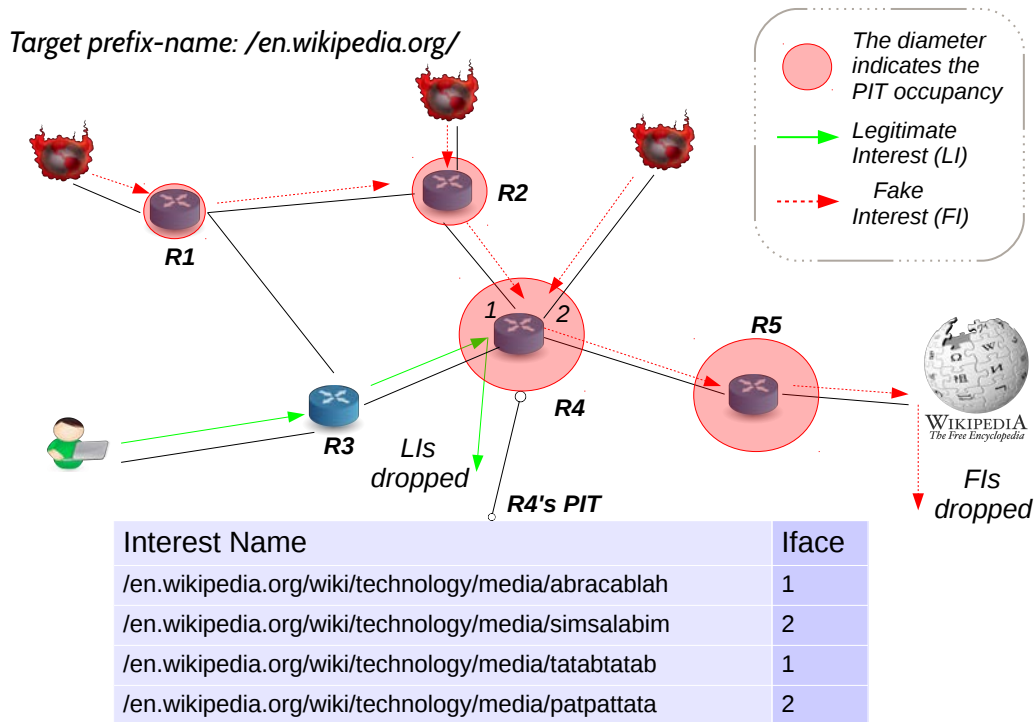 Target prefix-name: /en.wikipedia.org/
The diameter
indicates the
PIT occupancy
Legitimate
Interest (LI)
Fake
Interest (FI)
R1
R2
1
2
R5
R4
R3
LIs
dropped
WIKIPEDIA
The Free Encyclopedia
FIs
dropped
R4's PIT
Interest Name Iface
/en.wikipedia.org/wiki/technology/media/abracablah 1
/en.wikipedia.org/wiki/technology/media/simsalabim 2
/en.wikipedia.org/wiki/technology/media/tatabtatab 1
/en.wikipedia.org/wiki/technology/media/patpattata 2